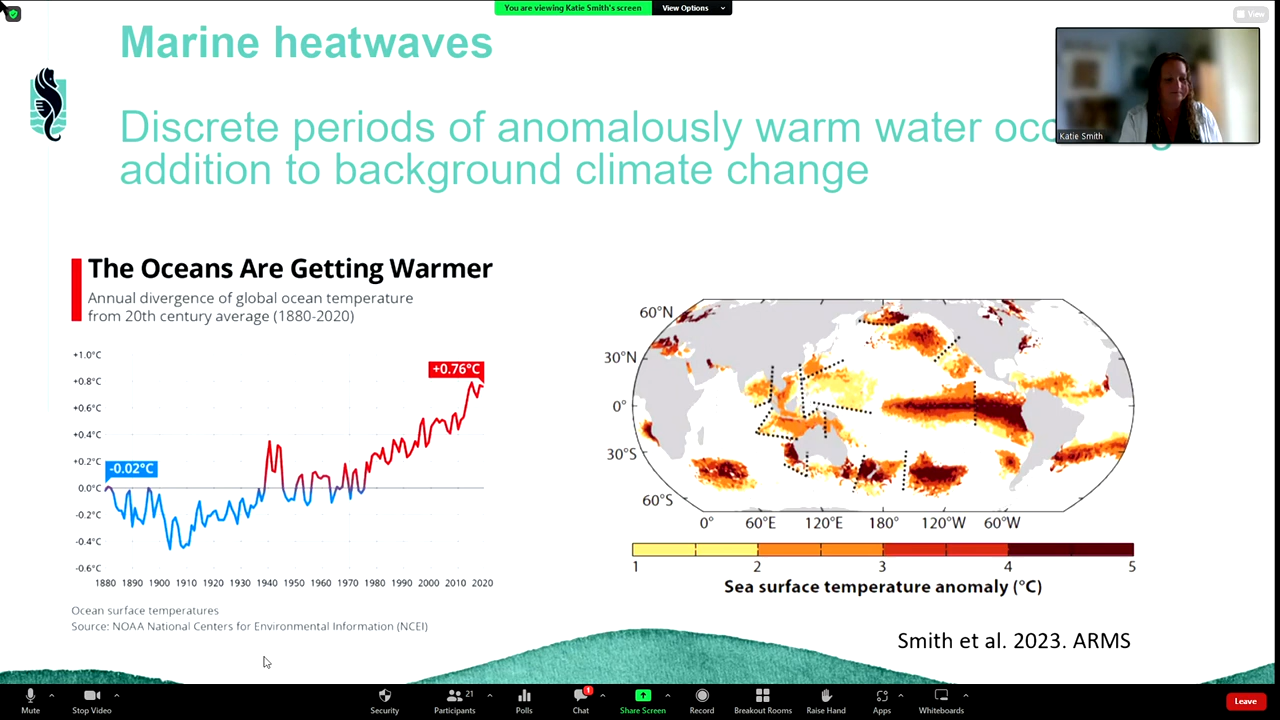 You are viewing Katie Smith's screen
View Options
View
Marine heatwaves
Discrete periods of anomalously warm water
addition to background climate change
Katie Smith
The Oceans Are Getting Warmer
Annual divergence of global ocean temperature
from 20th century average (1880-2020)
+1.0°C
+0.8°C
+0.6°C
+0.4°C
+0.2°C
0.0°C
-0.2°C
-0.4°C
-0.6°C
+0.76°C
-0.02°C
1880 1890 1900 1910 1920 1930 1940 1950 1960 1970 1980 1990 2000 2010 2020
Ocean surface temperatures
Source: NOAA National Centers for Environmental Information (NCEI)
60°N
30°N
0°
30°S
60°S
0° 60°E 120°E 180° 120°W 60°W
1 2 3 4 5
Sea surface temperature anomaly (°C)
Smith et al. 2023. ARMS
Mute
Stop Video
Security
21
Participants
Polls
1
Chat
Share Screen
Record
Breakout Rooms
Raise Hand
Apps
Whiteboards
Leave